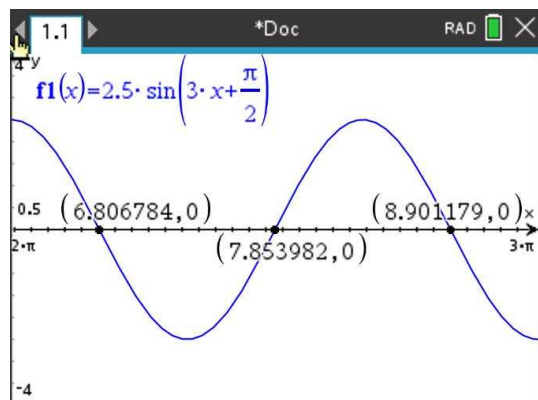 1.1 *Doc RAD
4 y
f1(x)=2.5·sin(3·x+π/2)
0.5 (6.806784,0) (8.901179,0) x
2·π (7.853982,0) 3·π
-4